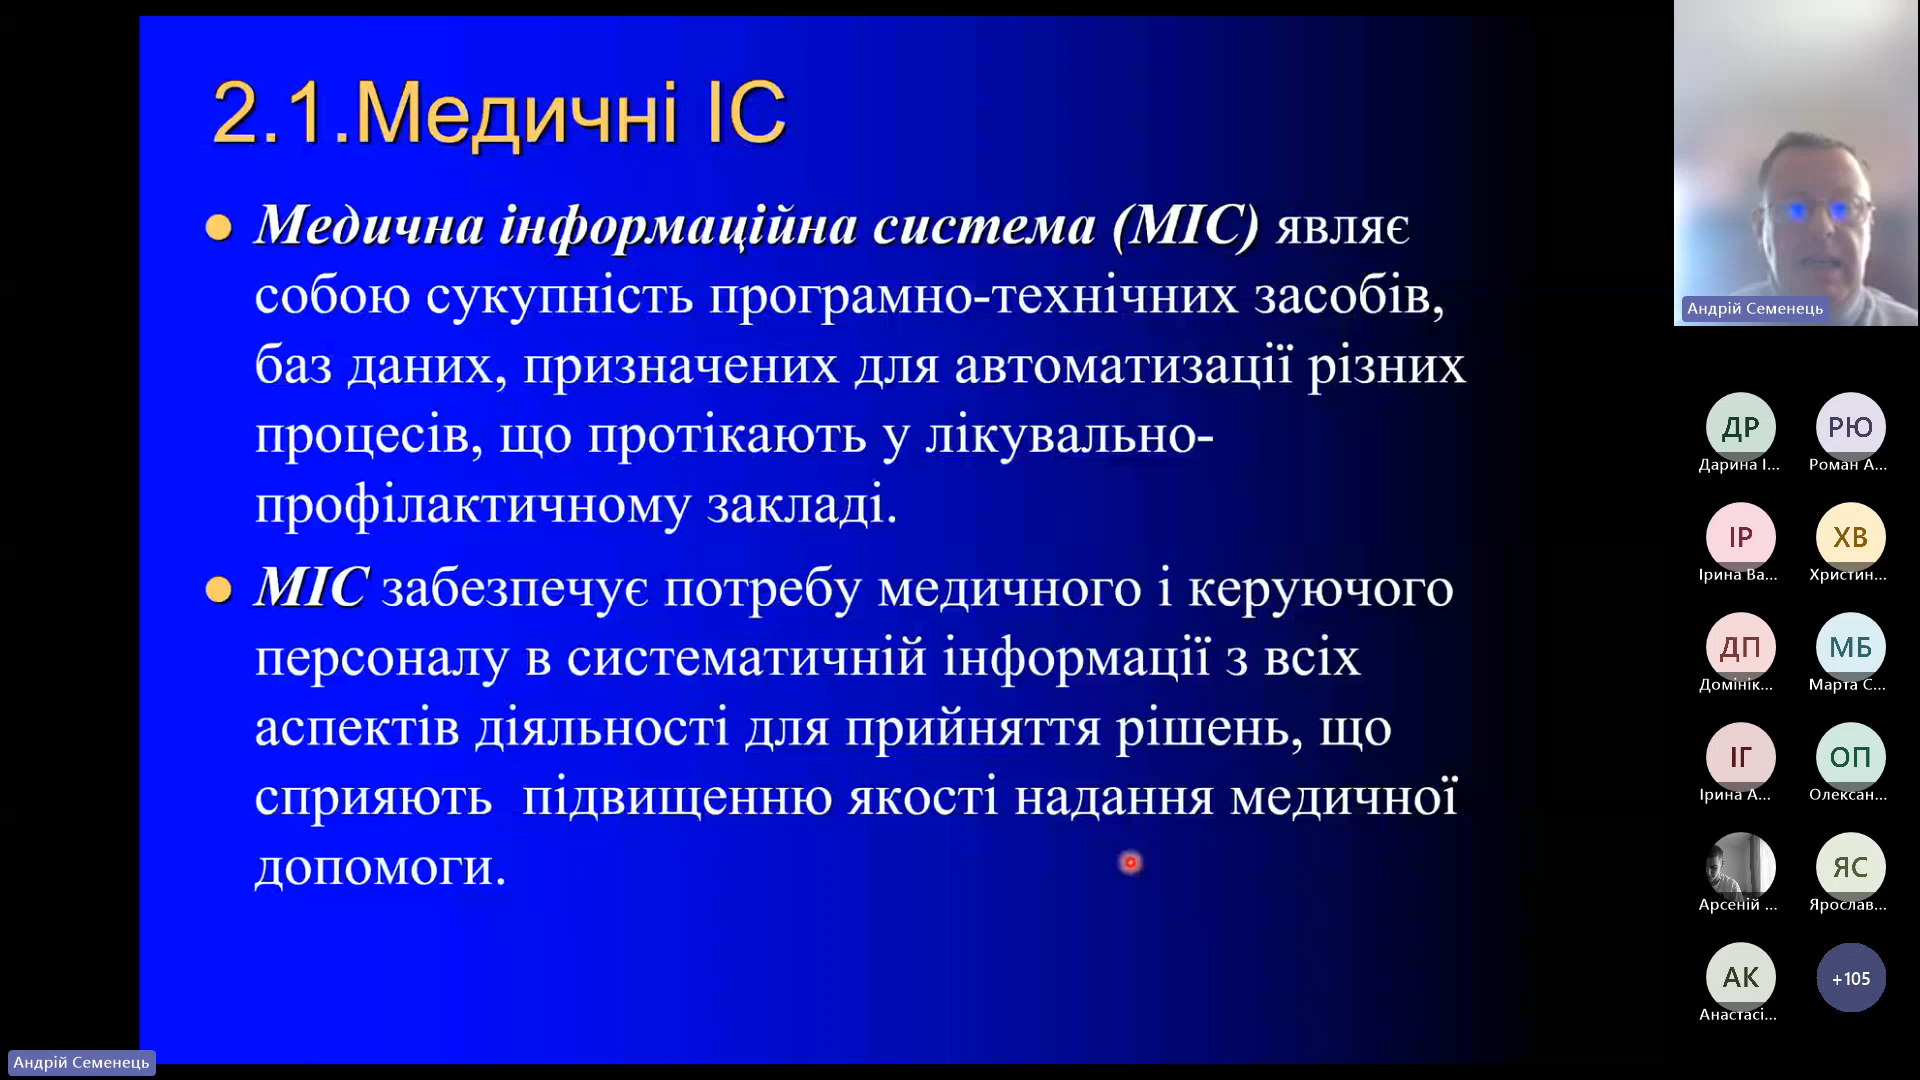 2.1.Медичні ІС
Медична інформаційна система (МІС) являє
собою сукупність програмно-технічних засобів,
баз даних, призначених для автоматизації різних
процесів, що протікають у лікувально-
профілактичному закладі.
МІС забезпечує потребу медичного і керуючого
персоналу в систематичній інформації з всіх
аспектів діяльності для прийняття рішень, що
сприяють  підвищенню якості надання медичної
допомоги.
Андрій Семенець
ДР
РЮ
Дарина І...
Роман А...
ІР
ХВ
Ірина Ва...
Христин...
ДП
МБ
Домінік...
Марта С...
ІГ
ОП
Ірина А...
Олексан...
ЯС
Арсеній ...
Ярослав...
АК
+105
Анастасі...
Андрій Семенець